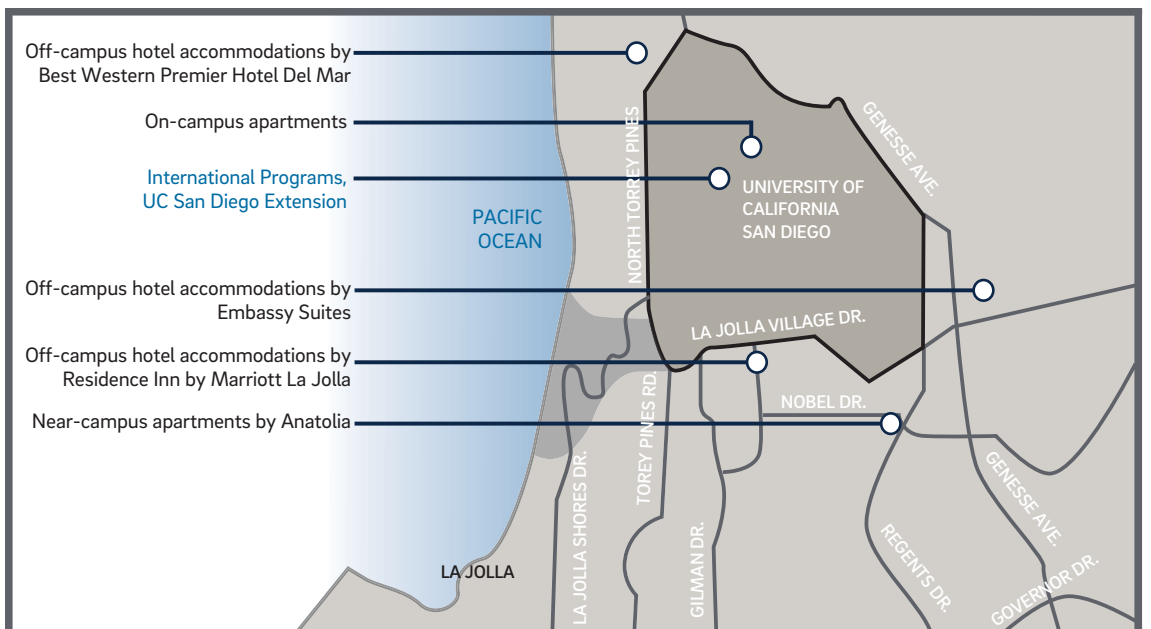 Off-campus hotel accommodations by
Best Western Premier Hotel Del Mar
On-campus apartments
International Programs,
UC San Diego Extension
PACIFIC
OCEAN
NORTH TORREY PINES
GENESSE AVE.
UNIVERSITY OF
CALIFORNIA
SAN DIEGO
Off-campus hotel accommodations by
Embassy Suites
LA JOLLA VILLAGE DR.
Off-campus hotel accommodations by
Residence Inn by Marriott La Jolla
NOBEL DR.
Near-campus apartments by Anatolia
TOREY PINES RD.
LA JOLLA SHORES DR.
GILMAN DR.
REGENTS DR.
GENESSE AVE.
GOVERNOR DR.
LA JOLLA